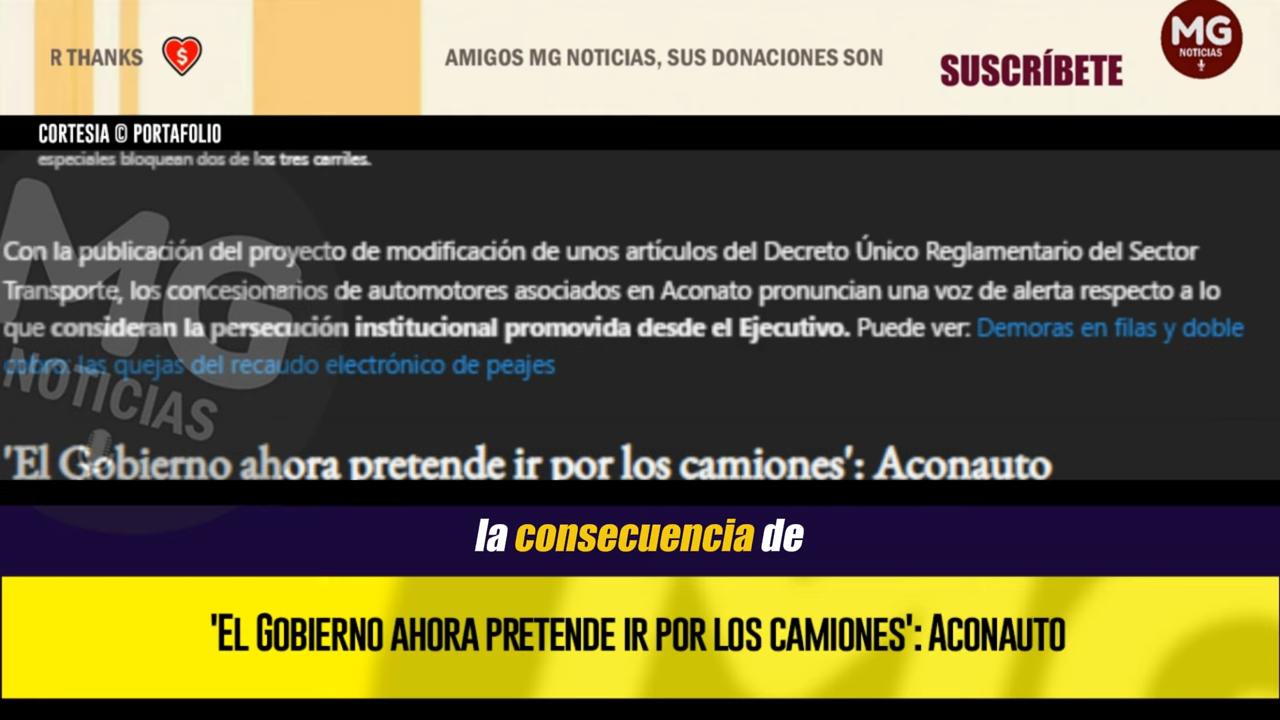 R THANKS
AMIGOS MG NOTICIAS, SUS DONACIONES SON
SUSCRÍBETE
MG
NOTICIAS
CORTESIA © PORTAFOLIO
especiales bloquean dos de los tres carriles.
Con la publicación del proyecto de modificación de unos artículos del Decreto Único Reglamentario del Sector
Transporte, los concesionarios de automotores asociados en Aconato pronuncian una voz de alerta respecto a lo
que consideran la persecución institucional promovida desde el Ejecutivo. Puede ver: Demoras en filas y doble
cobro: las quejas del recaudo electrónico de peajes
MG
NOTICIAS
'El Gobierno ahora pretende ir por los camiones': Aconauto
la consecuencia de
'El Gobierno ahora pretende ir por los camiones': Aconauto